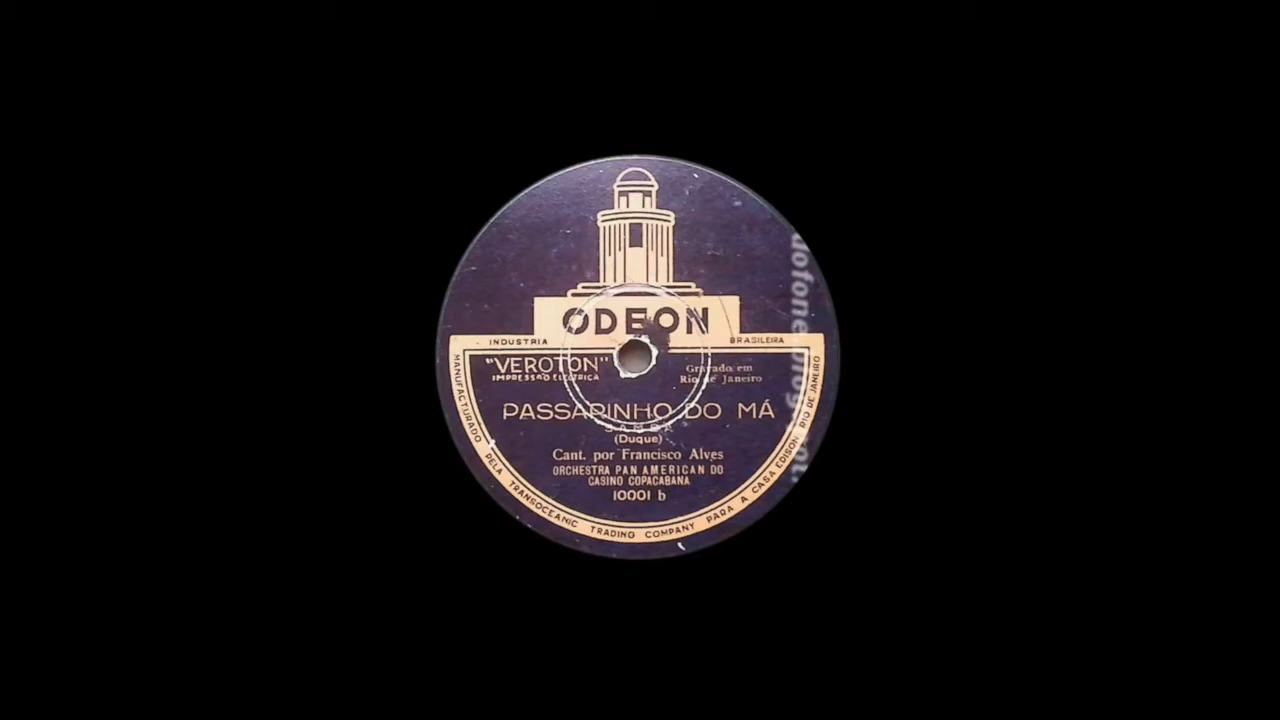 ODEON
INDUSTRIA BRASILEIRA
"VEROTON"
IMPRESSÃO ELECTRICA
Gravado em
Rio de Janeiro
PASSARINHO DO MÁ
SAMBA
(Duque)
Cant. por Francisco Alves
ORCHESTRA PAN AMERICAN DO
CASINO COPACABANA
10001 b
MANUFACTURADO PELA TRANSOCEANIC TRADING COMPANY PARA A CASA EDISON RIO DE JANEIRO